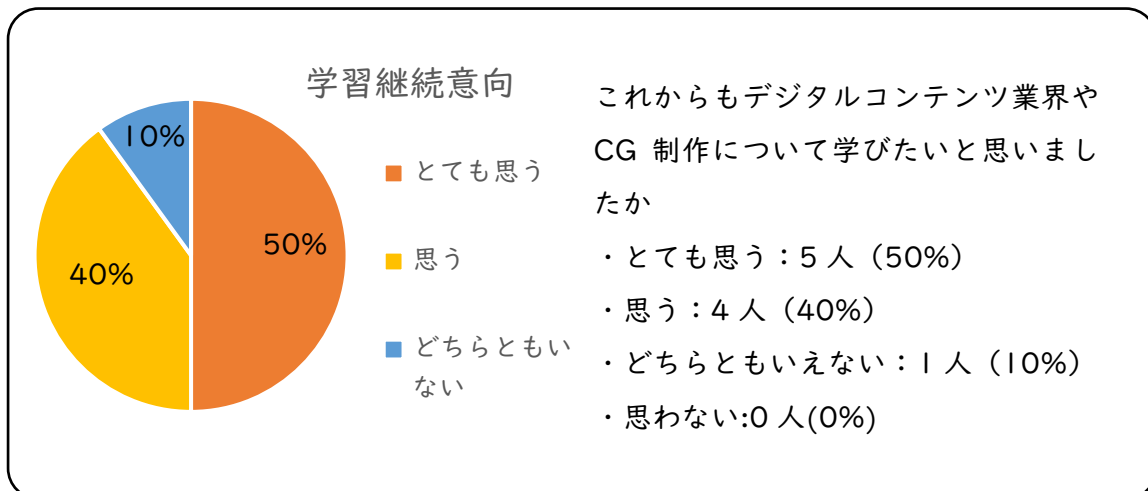 学習継続意向
10%
50%
40%
とても思う
思う
どちらともい
ない
これからもデジタルコンテンツ業界や
CG 制作について学びたいと思いまし
たか
・とても思う：5 人（50%）
・思う：4 人（40%）
・どちらともいえない：1 人（10%）
・思わない:0 人(0%)